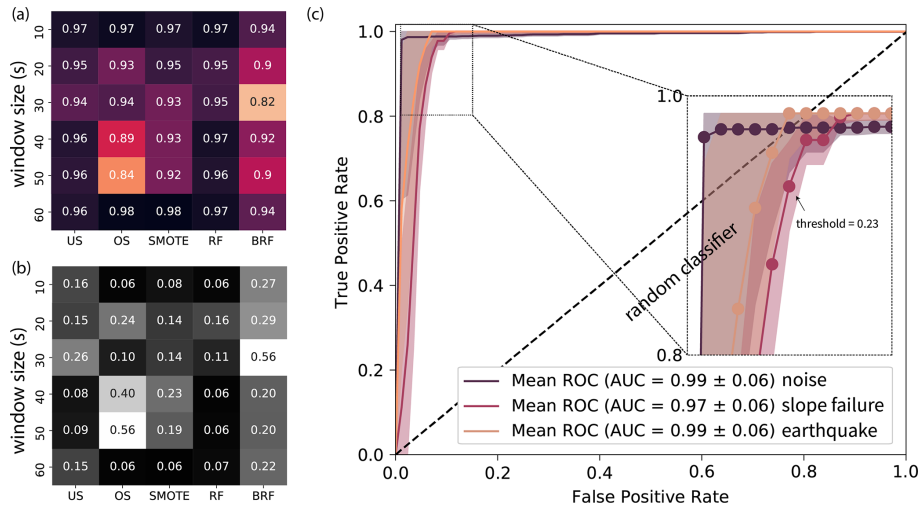 (a)
window size (s)
10 0.97 0.97 0.97 0.97 0.94
20 0.95 0.93 0.95 0.95 0.9
30 0.94 0.94 0.93 0.95 0.82
40 0.96 0.89 0.93 0.97 0.92
50 0.96 0.84 0.92 0.96 0.9
60 0.96 0.98 0.98 0.97 0.94
US OS SMOTE RF BRF
(b)
window size (s)
10 0.16 0.06 0.08 0.06 0.27
20 0.15 0.24 0.14 0.16 0.29
30 0.26 0.10 0.14 0.11 0.56
40 0.08 0.40 0.23 0.06 0.20
50 0.09 0.56 0.19 0.06 0.20
60 0.15 0.06 0.06 0.07 0.22
US OS SMOTE RF BRF
(c)
True Positive Rate
1.0
0.8
0.6
0.4
0.2
0.0
1.0
0.8
threshold = 0.23
random classifier
Mean ROC (AUC = 0.99 ± 0.06) noise
Mean ROC (AUC = 0.97 ± 0.06) slope failure
Mean ROC (AUC = 0.99 ± 0.06) earthquake
0.0 0.2 0.4 0.6 0.8 1.0
False Positive Rate